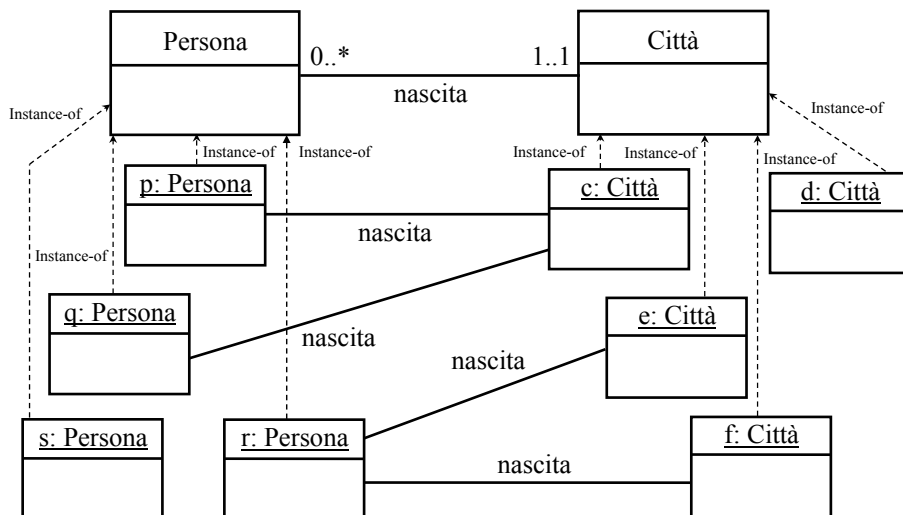 Persona
Città
0..*
1..1
nascita
Instance-of
Instance-of
Instance-of
Instance-of
Instance-of
Instance-of
Instance-of
p: Persona
c: Città
d: Città
nascita
Instance-of
q: Persona
e: Città
nascita
nascita
s: Persona
r: Persona
f: Città
nascita